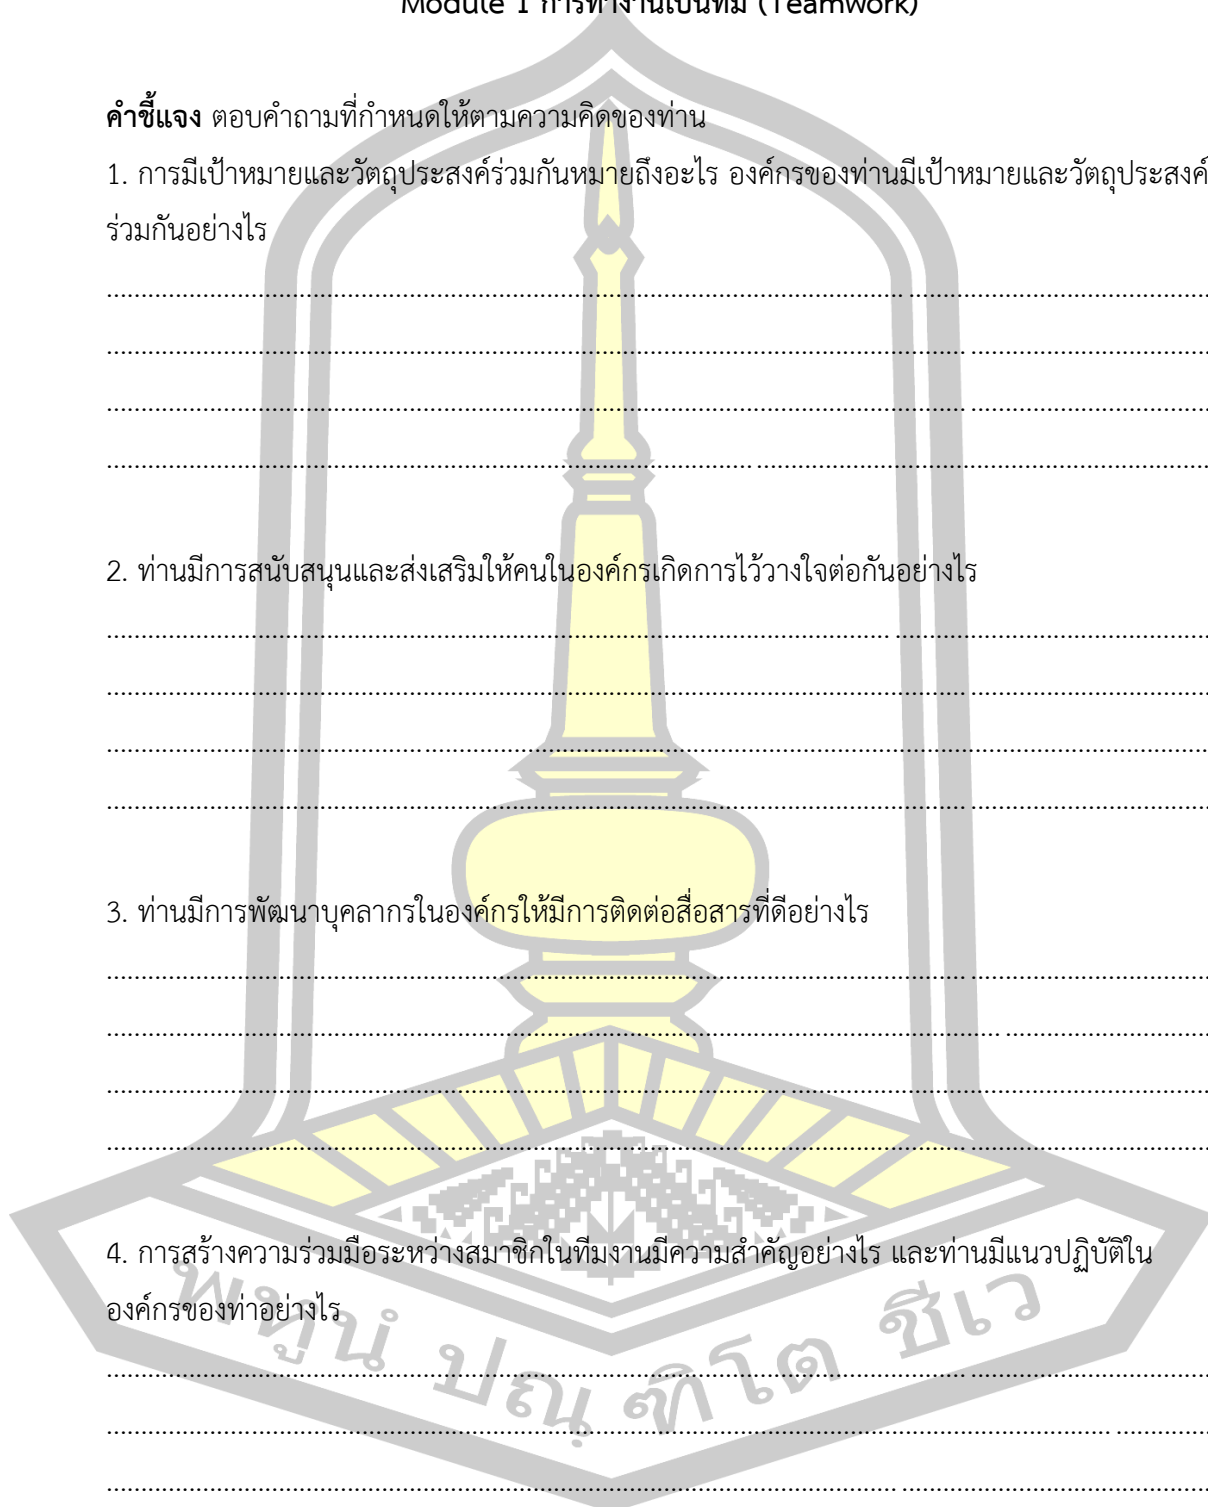 Module 1 การทำงานเป็นทีม (Teamwork)
คำชี้แจง ตอบคำถามที่กำหนดให้ตามความคิดของท่าน
1. การมีเป้าหมายและวัตถุประสงค์ร่วมกันหมายถึงอะไร องค์กรของท่านมีเป้าหมายและวัตถุประสงค์
ร่วมกันอย่างไร
2. ท่านมีการสนับสนุนและส่งเสริมให้คนในองค์กรเกิดการไว้วางใจต่อกันอย่างไร
3. ท่านมีการพัฒนาบุคลากรในองค์กรให้มีการติดต่อสื่อสารที่ดีอย่างไร
4. การสร้างความร่วมมือระหว่างสมาชิกในทีมงานมีความสำคัญอย่างไร และท่านมีแนวปฏิบัติใน
องค์กรของท่าอย่างไร
พหูนํ ปณฺฑิโต ชีเว